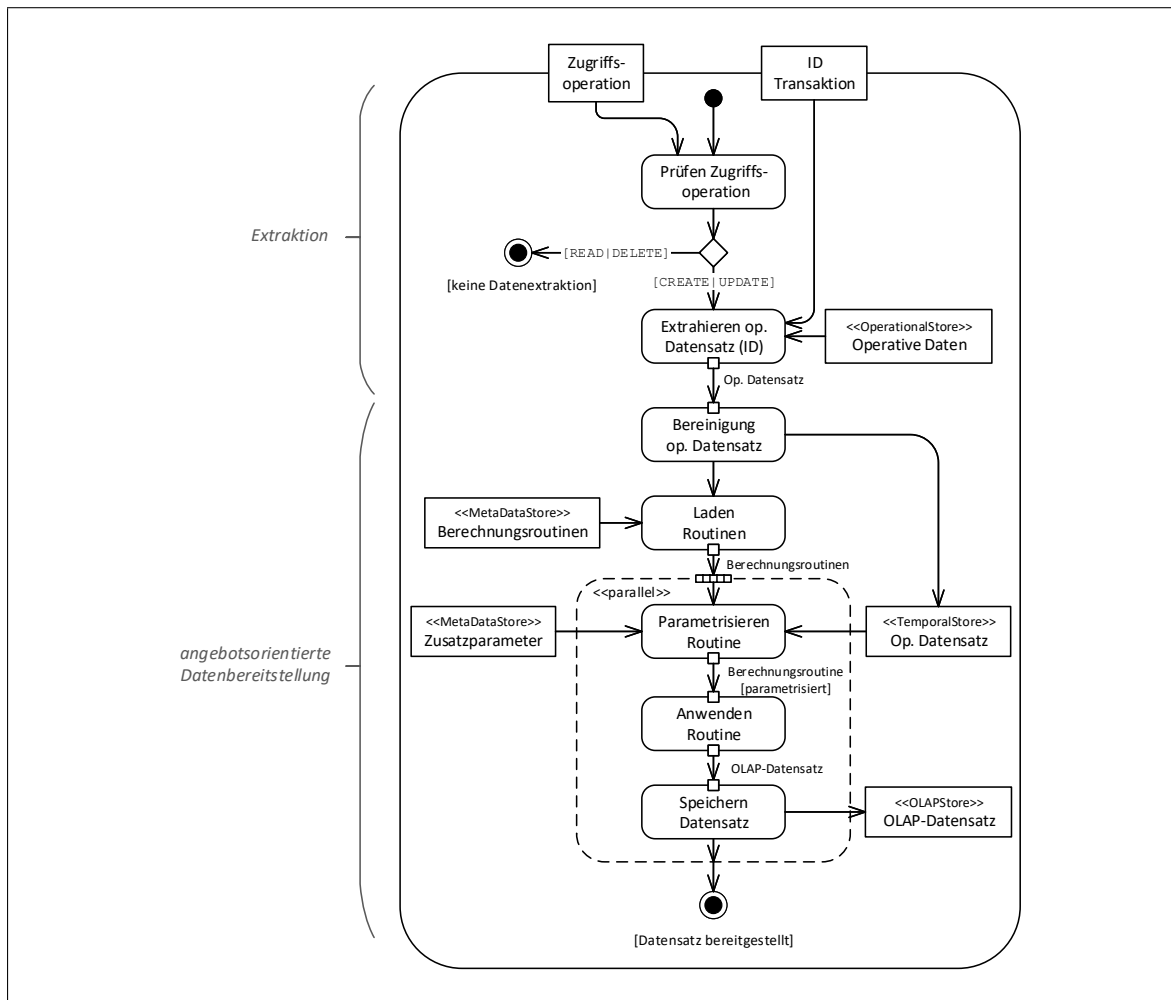 Zugriffs-
operation
ID
Transaktion
Prüfen Zugriffs-
operation
Extraktion
[READ|DELETE]
[keine Datenextraktion]
[CREATE|UPDATE]
Extrahieren op.
Datensatz (ID)
<<OperationalStore>>
Operative Daten
Op. Datensatz
Bereinigung
op. Datensatz
<<MetaDataStore>>
Berechnungsroutinen
Laden
Routinen
Berechnungsroutinen
<<parallel>>
<<MetaDataStore>>
Zusatzparameter
Parametrisieren
Routine
<<TemporalStore>>
Op. Datensatz
angebotsorientierte
Datenbereitstellung
Berechnungsroutine
[parametrisiert]
Anwenden
Routine
OLAP-Datensatz
Speichern
Datensatz
<<OLAPStore>>
OLAP-Datensatz
[Datensatz bereitgestellt]